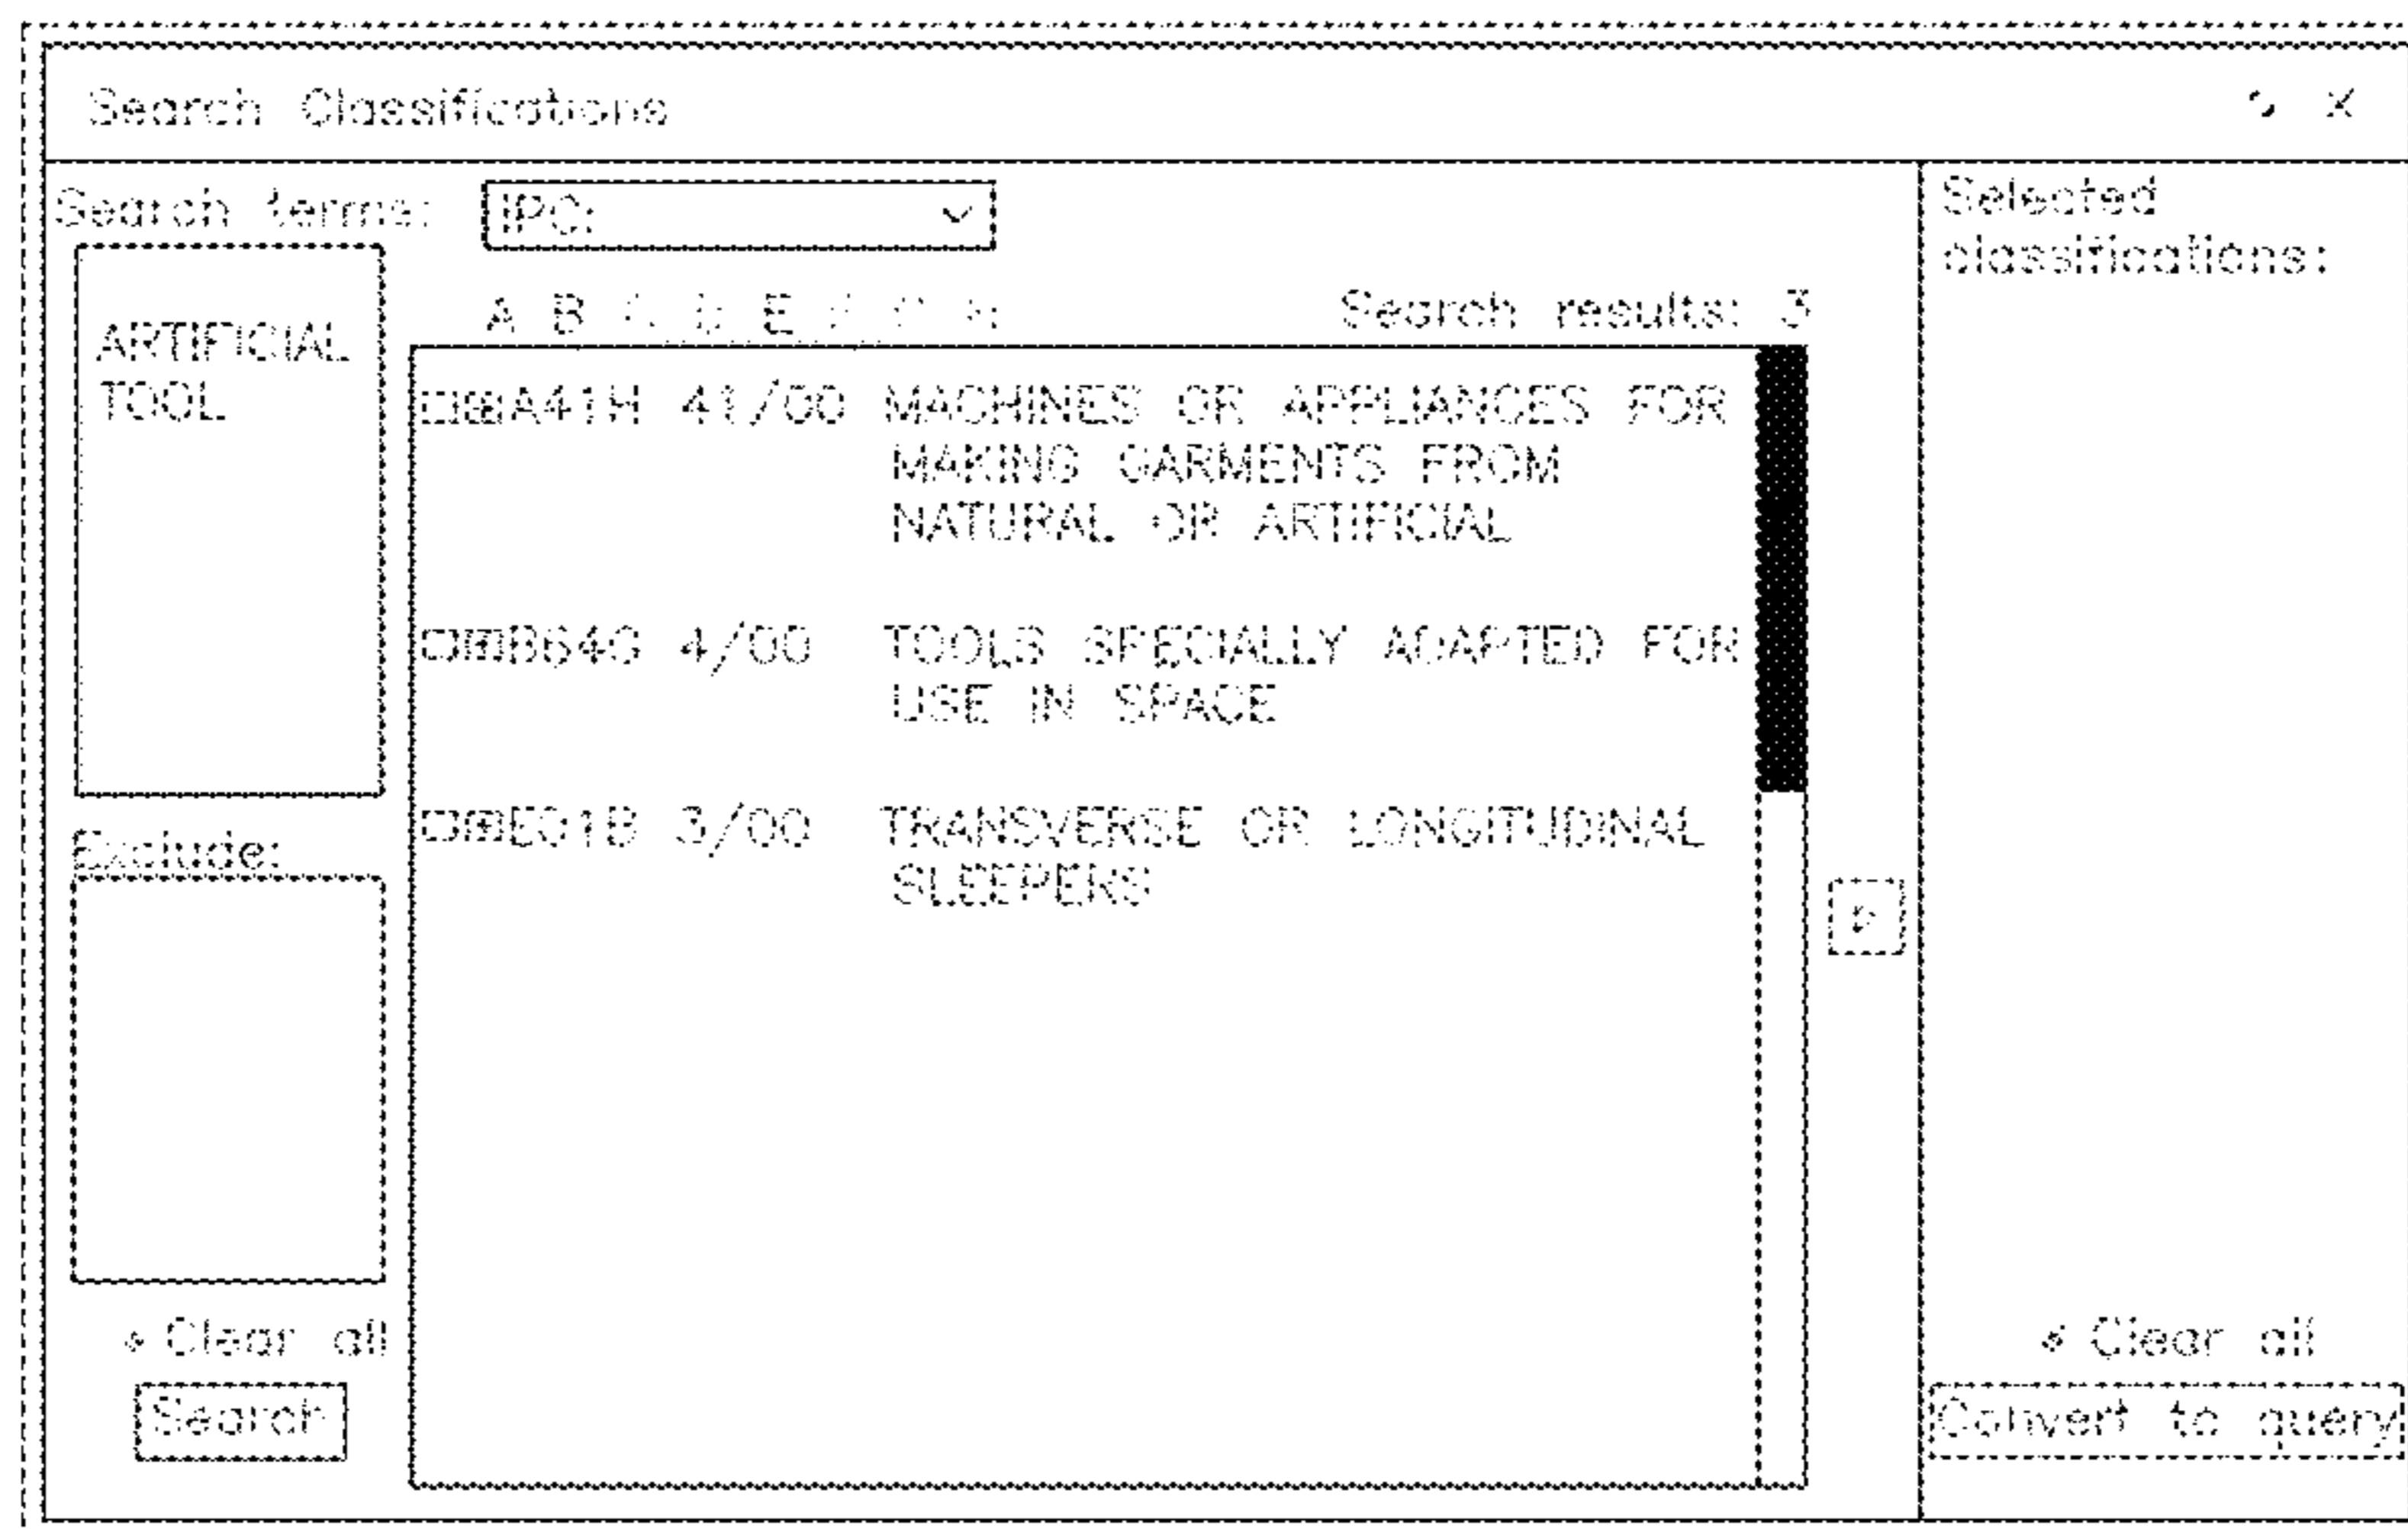 Search Classifications
Search terms:
IPC:
A B C D E F G H
Search results: 3
ARTIFICIAL
TOOL
A41H 41/00 MACHINES OR APPLIANCES FOR
MAKING GARMENTS FROM
NATURAL OR ARTIFICIAL
B64G 4/00 TOOLS SPECIALLY ADAPTED FOR
USE IN SPACE
E01B 3/00 TRANSVERSE OR LONGITUDINAL
SLEEPERS
Exclude:
Clear all
Search
Selected
classifications:
Clear all
Convert to query